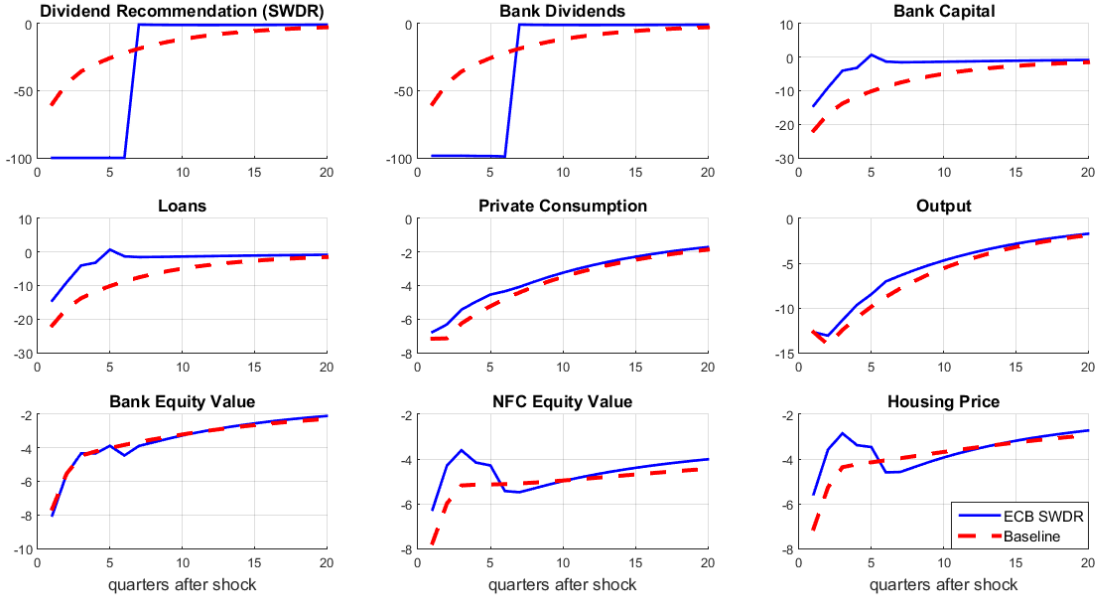 Dividend Recommendation (SWDR)
0
-50
-100
0 5 10 15 20
Bank Dividends
0
-50
-100
0 5 10 15 20
Bank Capital
10
0
-10
-20
-30
0 5 10 15 20
Loans
10
0
-10
-20
-30
0 5 10 15 20
Private Consumption
0
-2
-4
-6
-8
0 5 10 15 20
Output
0
-5
-10
-15
0 5 10 15 20
Bank Equity Value
-2
-4
-6
-8
-10
0 5 10 15 20
quarters after shock
NFC Equity Value
-2
-4
-6
-8
0 5 10 15 20
quarters after shock
Housing Price
-2
-4
-6
-8
0 5 10 15 20
quarters after shock
ECB SWDR
Baseline